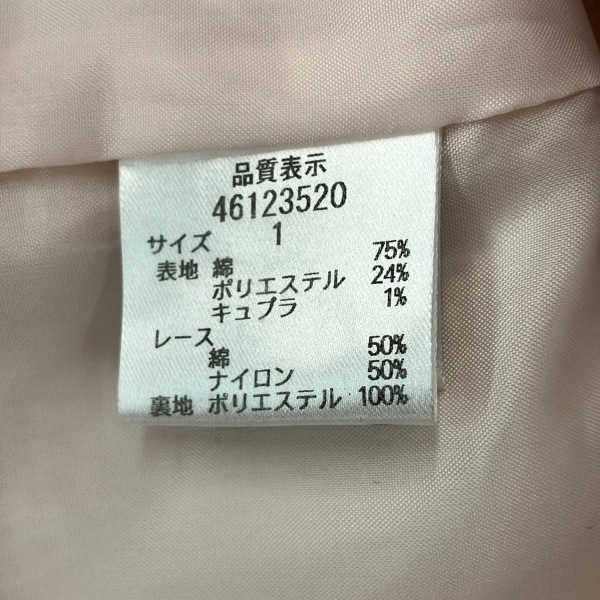 品質表示
46123520
サイズ 1
表地 綿 75%
ポリエステル 24%
キュプラ 1%
レース
綿 50%
ナイロン 50%
裏地 ポリエステル 100%